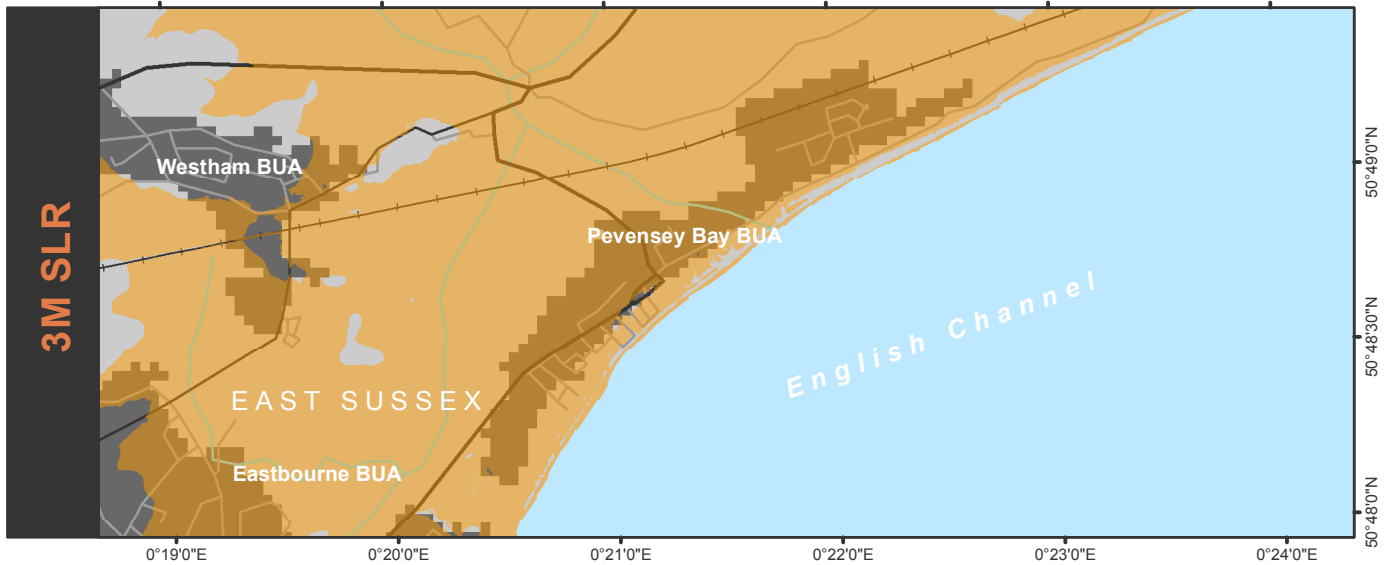 3M SLR
Westham BUA
Pevensey Bay BUA
English Channel
EAST SUSSEX
Eastbourne BUA
50°49'0"N
50°48'30"N
50°48'0"N
0°19'0"E
0°20'0"E
0°21'0"E
0°22'0"E
0°23'0"E
0°24'0"E